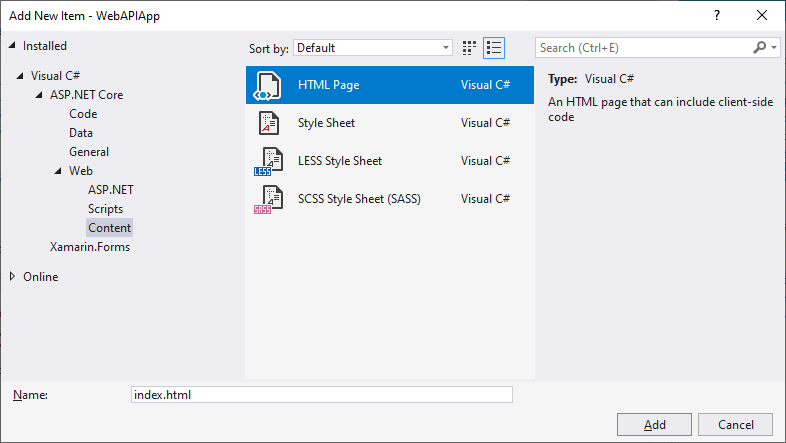 Add New Item - WebAPIApp
Installed
Sort by: Default
Search (Ctrl+E)
Visual C#
ASP.NET Core
Code
Data
General
Web
ASP.NET
Scripts
Content
Xamarin.Forms
Online
HTML Page Visual C#
Style Sheet Visual C#
LESS
LESS Style Sheet Visual C#
SASS
SCSS Style Sheet (SASS) Visual C#
Type: Visual C#
An HTML page that can include client-side
code
Name: index.html
Add Cancel